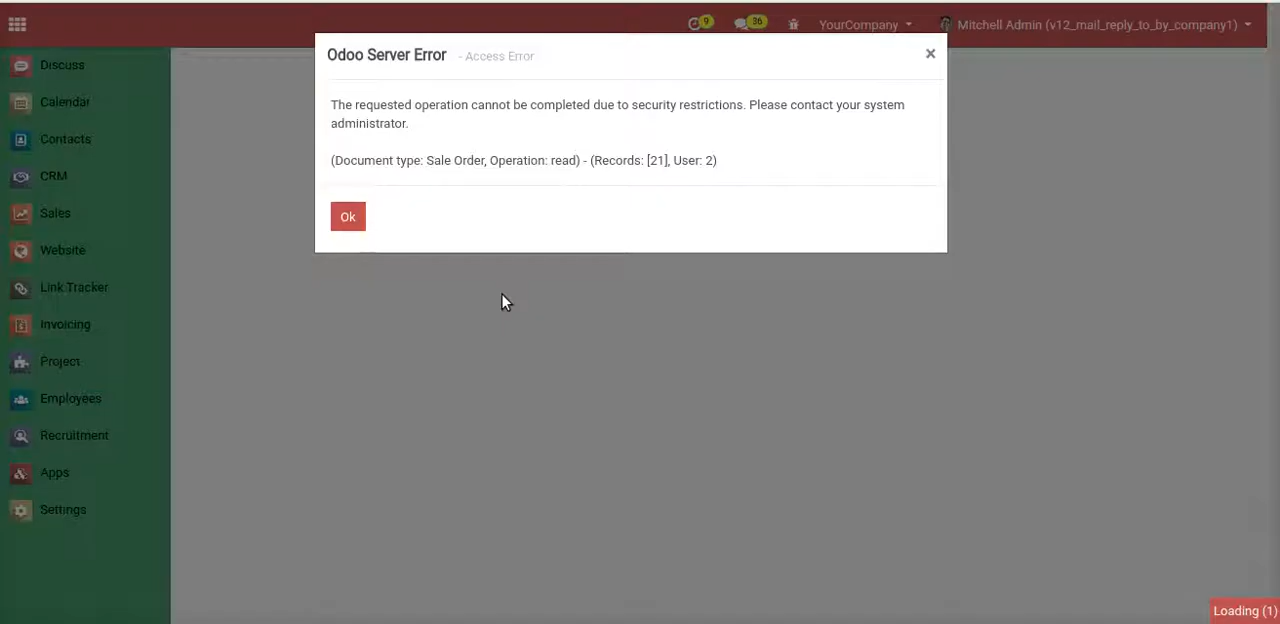 9
36
YourCompany
Mitchell Admin (v12_mail_reply_to_by_company1)
Odoo Server Error - Access Error
×
The requested operation cannot be completed due to security restrictions. Please contact your system
administrator.
(Document type: Sale Order, Operation: read) - (Records: [21], User: 2)
Ok
Discuss
Calendar
Contacts
CRM
Sales
Website
Link Tracker
Invoicing
Project
Employees
Recruitment
Apps
Settings
Loading (1)